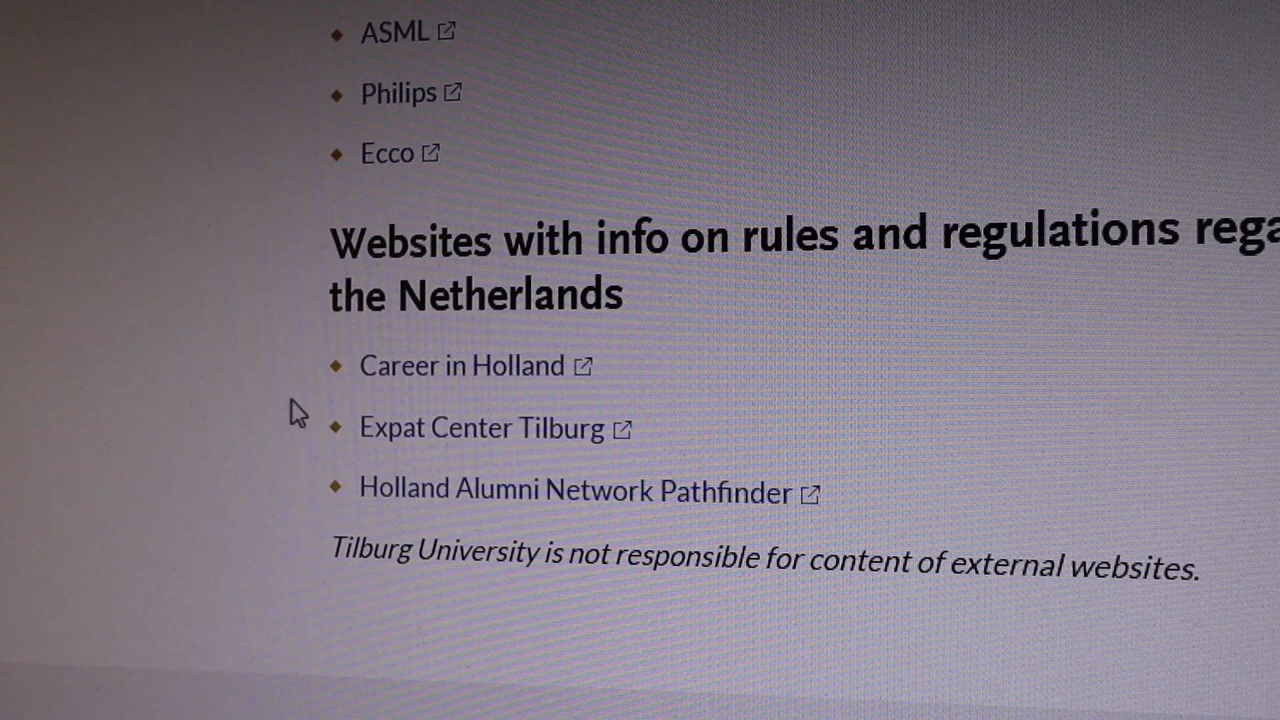 ASML
Philips
Ecco
Websites with info on rules and regulations rega
the Netherlands
Career in Holland
Expat Center Tilburg
Holland Alumni Network Pathfinder
Tilburg University is not responsible for content of external websites.